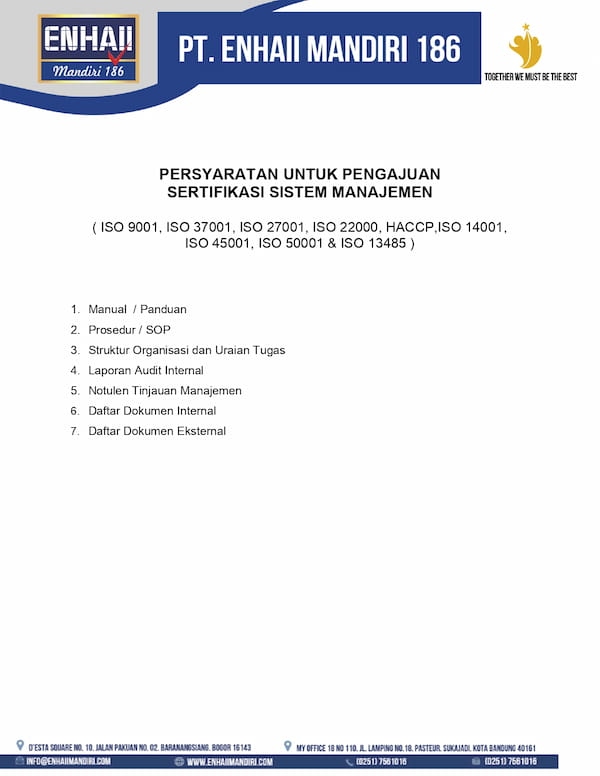 ENHAII
Mandiri 186
PT. ENHAII MANDIRI 186
TOGETHER WE MUST BE THE BEST
PERSYARATAN UNTUK PENGAJUAN
SERTIFIKASI SISTEM MANAJEMEN
( ISO 9001, ISO 37001, ISO 27001, ISO 22000, HACCP,ISO 14001,
ISO 45001, ISO 50001 & ISO 13485 )
1. Manual / Panduan
2. Prosedur / SOP
3. Struktur Organisasi dan Uraian Tugas
4. Laporan Audit Internal
5. Notulen Tinjauan Manajemen
6. Daftar Dokumen Internal
7. Daftar Dokumen Eksternal
D'ESTA SQUARE NO. 10, JALAN PAKUAN NO. 02. BARANANGSIANG, BOGOR 16143
MY OFFICE 18 NO 110, JL. LAMPING NO.18, PASTEUR, SUKAJADI, KOTA BANDUNG 40161
INFO@ENHAIIMANDIRI.COM
WWW.ENHAIIMANDIRI.COM
(0251) 7561016
(0251) 7561016